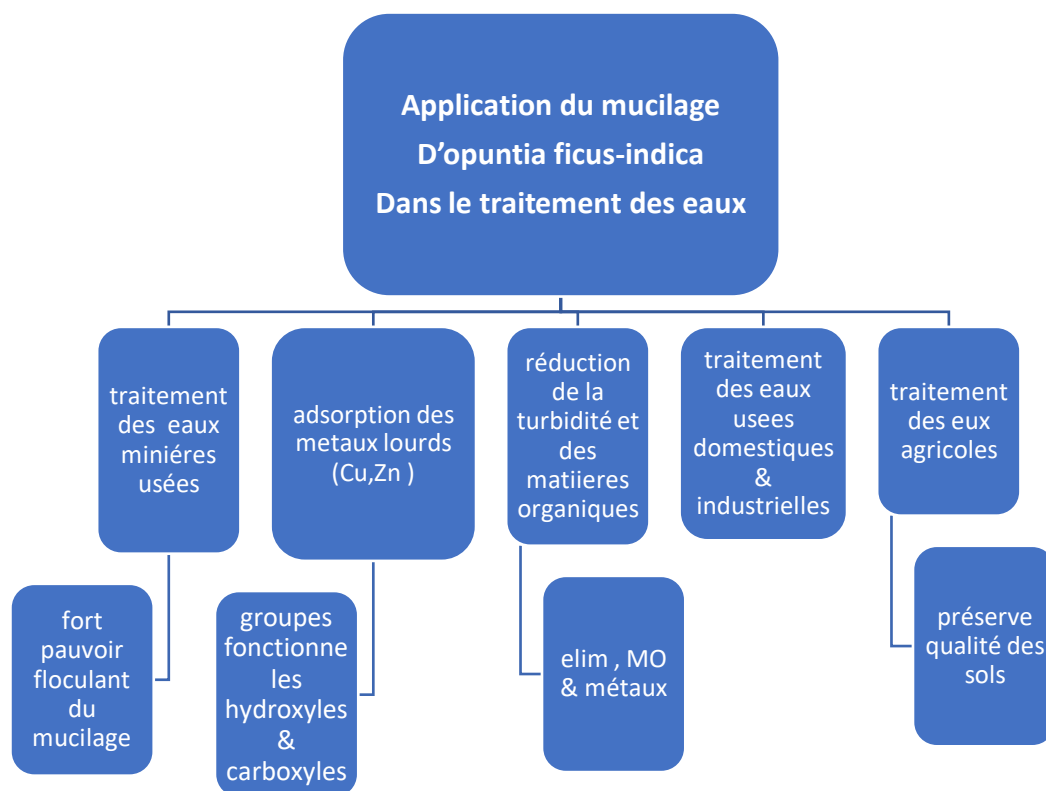 Application du mucilage
D'opuntia ficus-indica
Dans le traitement des eaux
traitement
des eaux
miniéres
usées
adsorption des
metaux lourds
(Cu,Zn )
réduction
de la
turbidité et
des
matiieres
organiques
traitement
des eaux
usees
domestiques
&
industrielles
traitement
des eux
agricoles
fort
pauvoir
floculant
du
mucilage
groupes
fonctionne
les
hydroxyles
&
carboxyles
elim , MO
& métaux
préserve
qualité des
sols